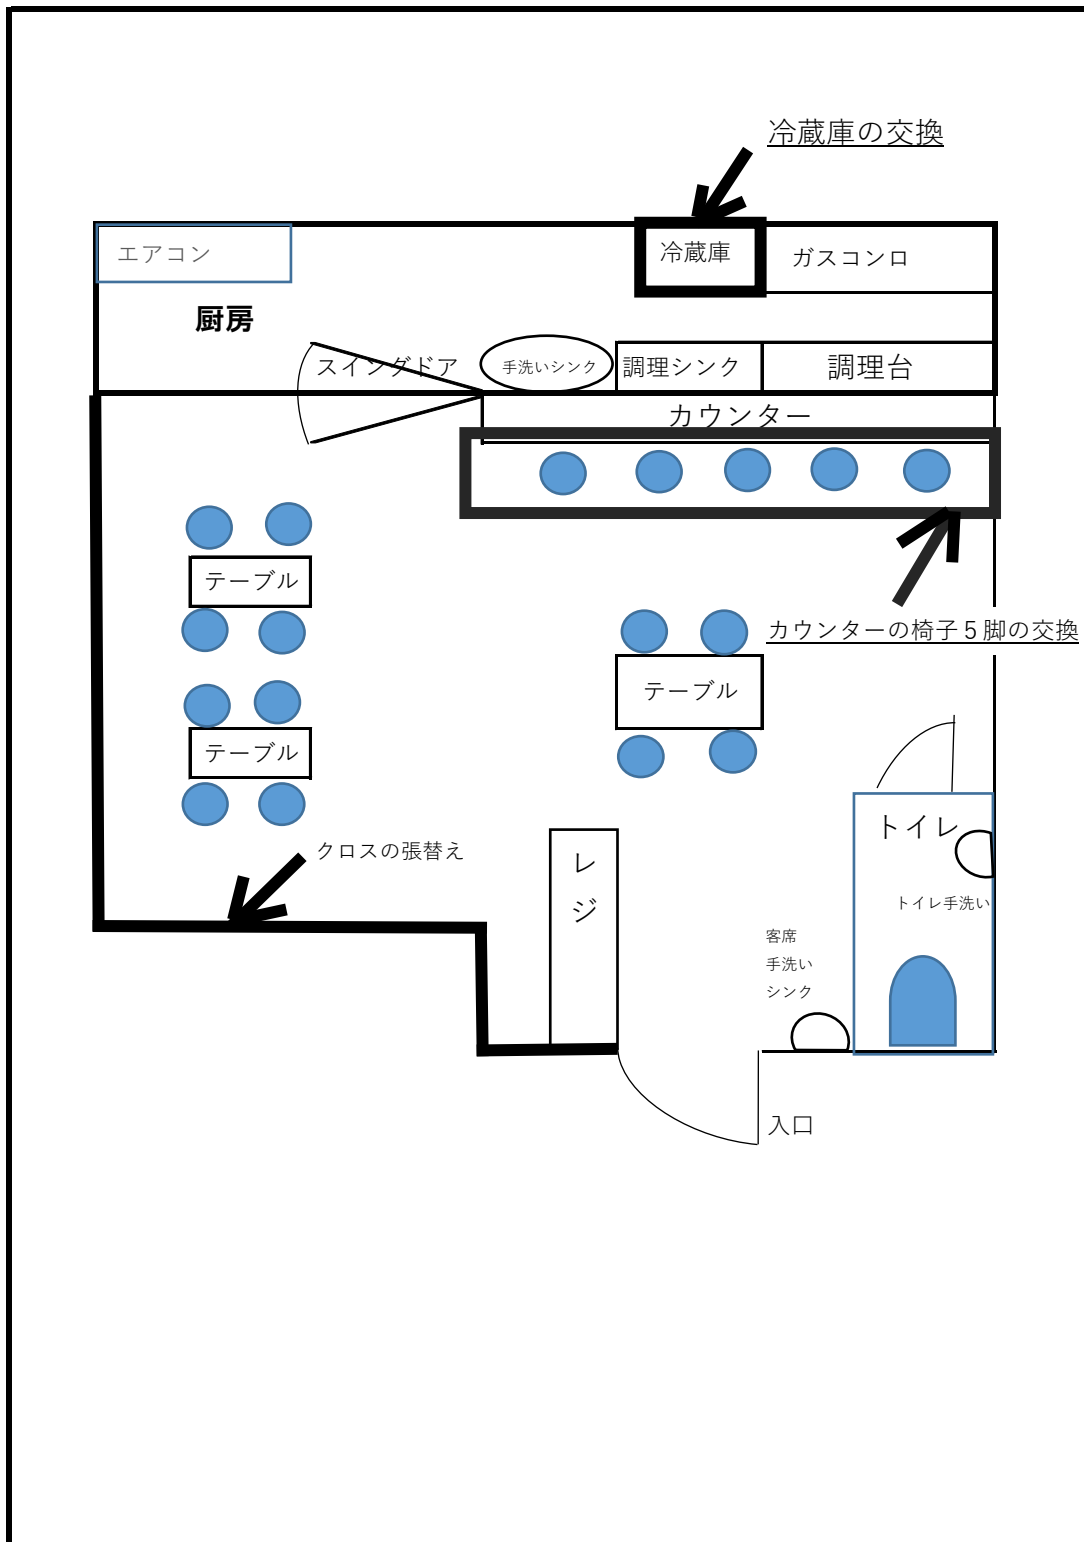 冷蔵庫の交換
エアコン
冷蔵庫
ガスコンロ
厨房
スイングドア
手洗いシンク
調理シンク
調理台
カウンター
テーブル
カウンターの椅子5脚の交換
テーブル
テーブル
トイレ
クロスの張替え
レ
ジ
トイレ手洗い
客席
手洗い
シンク
入口